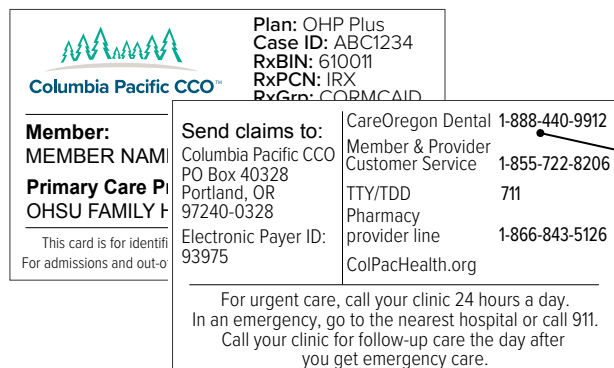 Columbia Pacific CCO™
Plan: OHP Plus
Case ID: ABC1234
RxBIN: 610011
RxPCN: IRX
RxGrp: CORMCAID
Member:
MEMBER NAM
Primary Care
OHSU FAMILY
This card is for
For admissions and
Send claims to:
Columbia Pacific CCO
PO Box 40328
Portland, OR
97240-0328
Electronic Payer ID:
93975
CareOregon Dental 1-888-440-9912
Member & Provider
Customer Service 1-855-722-8206
TTY/TDD 711
Pharmacy
provider line 1-866-843-5126
ColPacHealth.org
For urgent care, call your clinic 24 hours a day.
In an emergency, go to the nearest hospital or call 911.
Call your clinic for follow-up care the day after
you get emergency care.